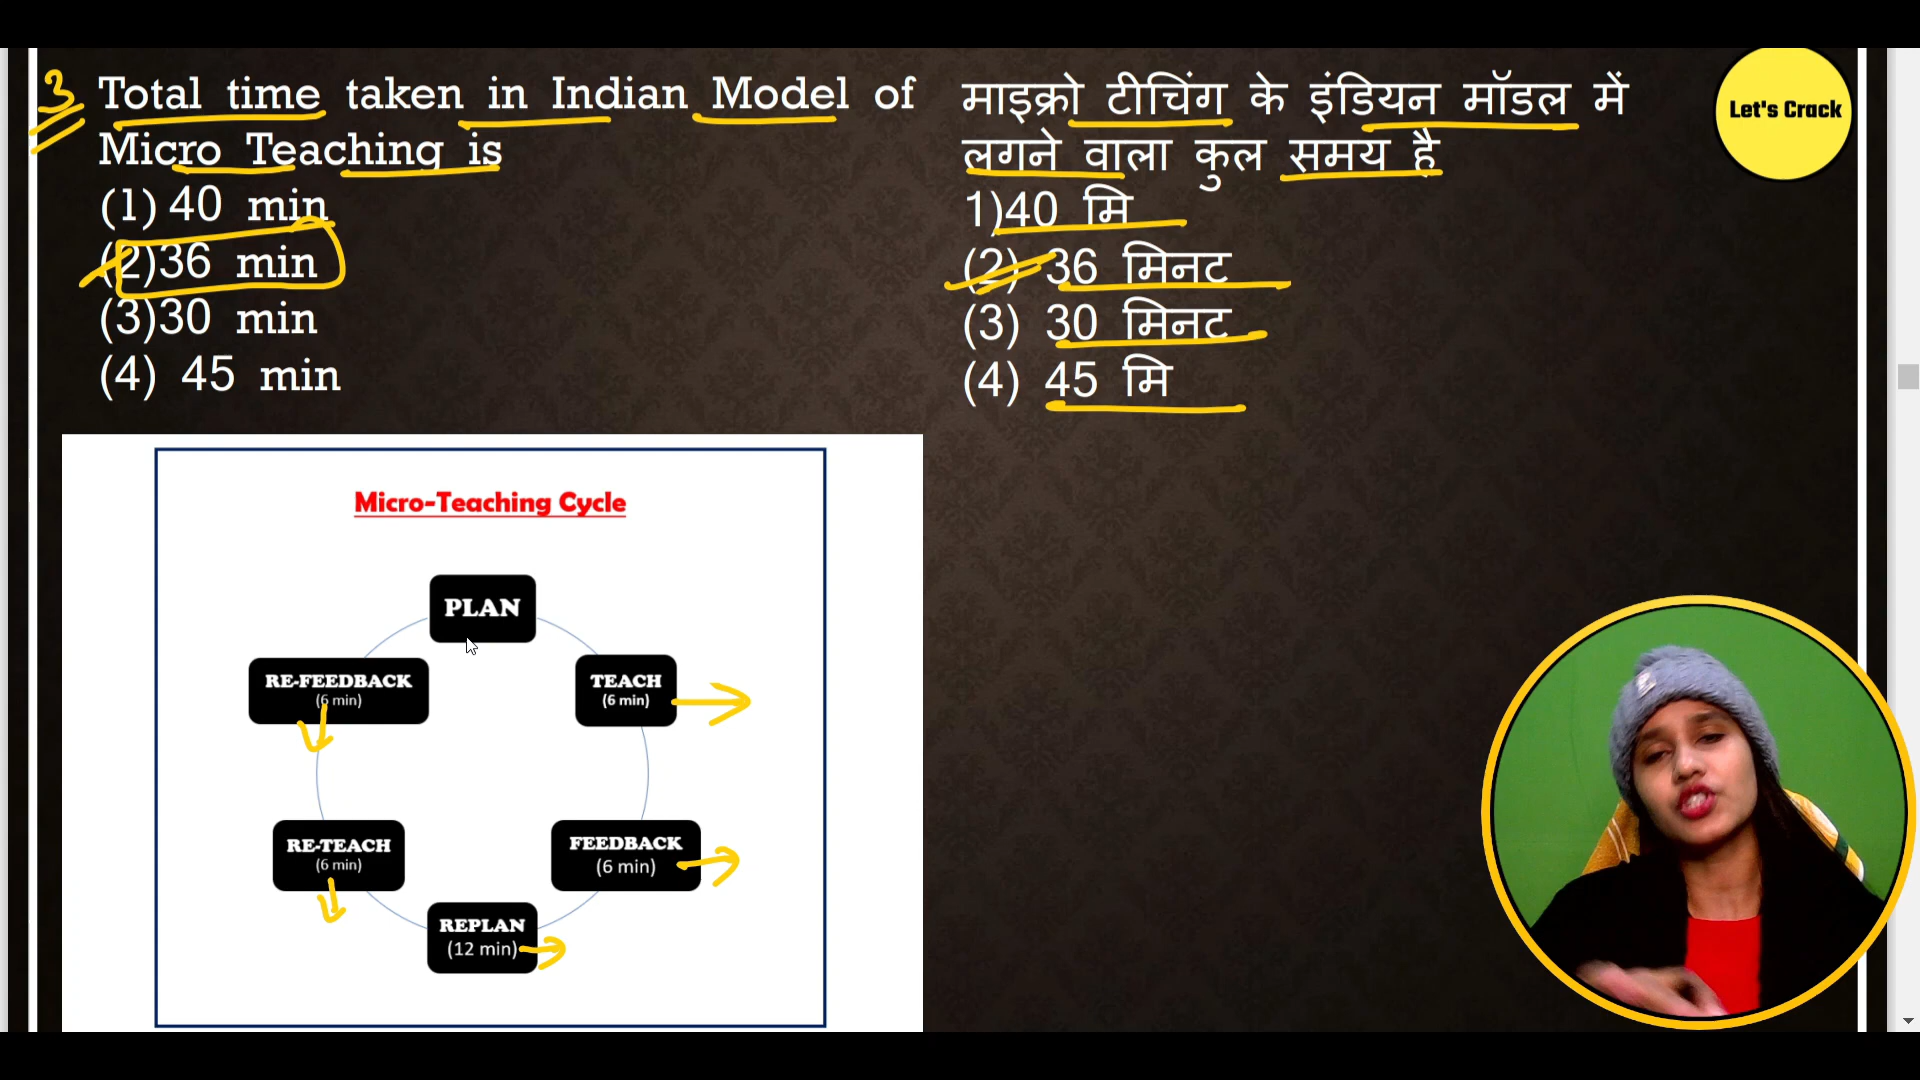 3
Total time taken in Indian Model of
Micro Teaching is
(1) 40 min
(2)36 min
(3)30 min
(4) 45 min
माइक्रो टीचिंग के इंडियन मॉडल में
लगने वाला कुल समय है
1)40 मि
(2) 36 मिनट
(3) 30 मिनट
(4) 45 मि
Let's Crack
Micro-Teaching Cycle
PLAN
TEACH
(6 min)
FEEDBACK
(6 min)
REPLAN
(12 min)
RE-TEACH
(6 min)
RE-FEEDBACK
(6 min)